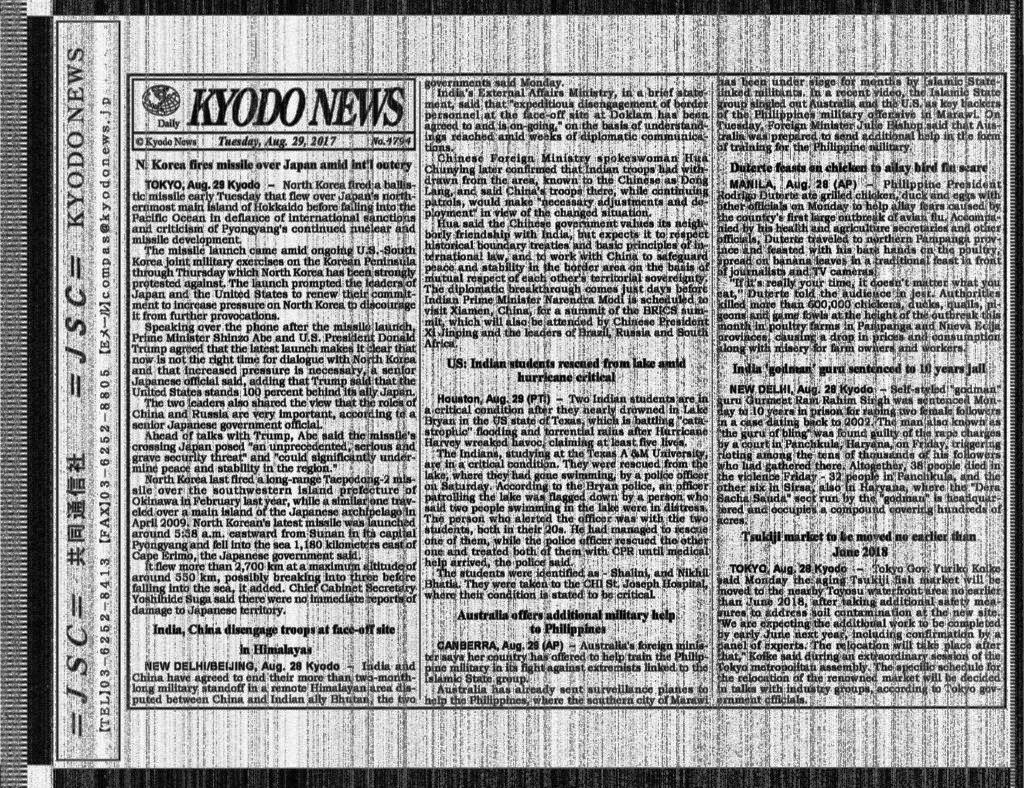 =JSC= 共同通信社 =JSC= KYODO NEWS
[TEL]03-6252-8413 [FAX]03-6252-8805 [Eメール]comcas@kyodonews.jp
Daily KYODO NEWS
© Kyodo News Tuesday, Aug. 29, 2017 No.4794
N. Korea fires missile over Japan amid int'l outcry
TOKYO, Aug. 29 Kyodo – North Korea fired a ballis-
tic missile early Tuesday that flew over Japan's north-
ernmost main island of Hokkaido before falling into the
Pacific Ocean in defiance of international sanctions
and criticism of Pyongyang's continued nuclear and
missile development.
The missile launch came amid ongoing U.S.-South
Korea joint military exercises on the Korean Peninsula
through Thursday which North Korea has been strongly
protested against. The launch prompted the leaders of
Japan and the United States to renew their commit-
ment to increase pressure on North Korea to discourage
it from further provocations.
Speaking over the phone after the missile launch,
Prime Minister Shinzo Abe and U.S. President Donald
Trump agreed that the latest launch makes it clear that
now is not the right time for dialogue with North Korea
and that increased pressure is necessary, a senior
Japanese official said, adding that Trump said that the
United States stands 100 percent behind its ally Japan.
The two leaders also shared the view that the roles of
China and Russia are very important, according to a
senior Japanese government official.
Ahead of talks with Trump, Abe said the missile's
crossing Japan posed "an unprecedented, serious and
grave security threat" and "could significantly under-
mine peace and stability in the region."
North Korea last fired a long-range Taepodong-2 mis-
sile over the southwestern island prefecture of
Okinawa in February last year, while a similar one trav-
eled over a main island of the Japanese archipelago in
April 2009. North Korean's latest missile was launched
around 5:58 a.m. eastward from Sunan in its capital
Pyongyang and fell into the sea 1,180 kilometers east of
Cape Erimo, the Japanese government said.
It flew more than 2,700 km at a maximum altitude of
around 550 km, possibly breaking into three before
falling into the sea, it added. Chief Cabinet Secretary
Yoshihide Suga said there were no immediate reports of
damage to Japanese territory.
India, China disengage troops at face-off site
in Himalayas
NEW DELHI/BEIJING, Aug. 28 Kyodo – India and
China have agreed to end their more than two-month-
long military standoff in a remote Himalayan area dis-
puted between China and Indian ally Bhutan, the two
governments said Monday.
India's External Affairs Ministry, in a brief state-
ment, said that "expeditious disengagement of border
personnel at the face-off site at Doklam has been
agreed to and is on-going," on the basis of understand-
ings reached amid weeks of diplomatic communica-
tions.
Chinese Foreign Ministry spokeswoman Hua
Chunying later confirmed that Indian troops had with-
drawn from the area, known to the Chinese as Dong
Lang, and said China's troops there, while continuing
patrols, would make "necessary adjustments and de-
ployment" in view of the changed situation.
Hua said the Chinese government values its neigh-
body friendship with India, but expects it to respect
historical boundary treaties and basic principles of in-
ternational law, and to work with China to safeguard
peace and stability in the border area on the basis of
mutual respect of each other's territorial sovereignty.
The diplomatic breakthrough comes just days before
Indian Prime Minister Narendra Modi is scheduled to
visit Xiamen, China, for a summit of the BRICS sum-
mit, which will also be attended by Chinese President
Xi Jinping and the leaders of Brazil, Russia and South
Africa.
US: Indian students rescued from lake amid
hurricane critical
Houston, Aug. 29 (PTI) – Two Indian students are in
a critical condition after they nearly drowned in Lake
Bryan in the US state of Texas, which is battling "cata-
strophic" flooding and torrential rains after Hurricane
Harvey wreaked havoc, claiming at least five lives.
The Indians, studying at the Texas A &M University,
are in a critical condition. They were rescued from the
lake, where they had gone swimming, by a police officer
on Saturday. According to the Bryan police, an officer
patrolling the lake was flagged down by a person who
said two people swimming in the lake were in distress.
The person who alerted the officer was with the two
students, both in their 20s. He had managed to rescue
one of them, while the police officer rescued the other
one and treated both of them with CPR until medical
help arrived, the police said.
The students were identified as - Shalini, and Nikhil
Bhatia. They were taken to the CHI St. Joseph Hospital,
where their condition is stated to be critical.
Australia offers additional military help
to Philippines
CANBERRA, Aug. 29 (AP) – Australia's foreign minis-
ter says her country has offered to help train the Philip-
pine military in its fight against extremists linked to the
Islamic State group.
Australia has already sent surveillance planes to
help the Philippines, where the southern city of Marawi
has been under siege for months by Islamic State-
linked militants. In a recent video, the Islamic State
group singled out Australia and the U.S. as key backers
of the Philippines military offensive in Marawi. On
Tuesday, Foreign Minister Julie Bishop said that Aus-
tralia was prepared to send additional help in the form
of training for the Philippine military.
Duterte feasts on chicken to allay bird flu scare
MANILA, Aug. 28 (AP) – Philippine President
Rodrigo Duterte ate grilled chicken, duck and eggs with
other officials on Monday to help allay fears caused by
the country's first large outbreak of avian flu. Accompa-
nied by his health and agriculture secretaries and other
officials, Duterte traveled to northern Pampanga prov-
ince and feasted with his bare hands on the poultry,
spread on banana leaves in a traditional feast in front
of journalists and TV cameras.
"If it's really your time, it doesn't matter what you
eat," Duterte told the audience in jest. Authorities
killed more than 600,000 chickens, ducks, quails, pi-
geons and game fowls at the height of the outbreak this
month in poultry farms in Pampanga and Nueva Ecija
provinces, causing a drop in prices and consumption
along with misery for farm owners and workers.
India 'godman' guru sentenced to 10 years jail
NEW DELHI, Aug. 28 Kyodo – Self-styled "godman"
guru Gurmeet Ram Rahim Singh was sentenced Mon-
day to 10 years in prison for raping two female followers
in a case dating back to 2002. The man also known as
"the guru of bling" was found guilty of the rape charges
by a court in Panchkula, Haryana, on Friday, triggering
rioting among the tens of thousands of his followers
who had gathered there. Altogether, 38 people died in
the violence Friday - 32 people in Panchkula, and the
other six in Sirsa, also in Haryana, where the "Dera
Sacha Sauda" sect run by the "godman" is headquar-
ered and occupies a compound covering hundreds of
acres.
Tsukiji market to be moved no earlier than
June 2018
TOKYO, Aug. 28 Kyodo – Tokyo Gov. Yuriko Koike
said Monday the aging Tsukiji fish market will be
moved to the nearby Toyosu waterfront area no earlier
than June 2018, after taking additional safety mea-
sures to address soil contamination at the new site.
"We are expecting the additional work to be completed
by early June next year, including confirmation by a
panel of experts. The relocation will take place after
that," Koike said during an extraordinary session of the
Tokyo metropolitan assembly. The specific schedule for
the relocation of the renowned market will be decided
in talks with industry groups, according to Tokyo gov-
ernment officials.